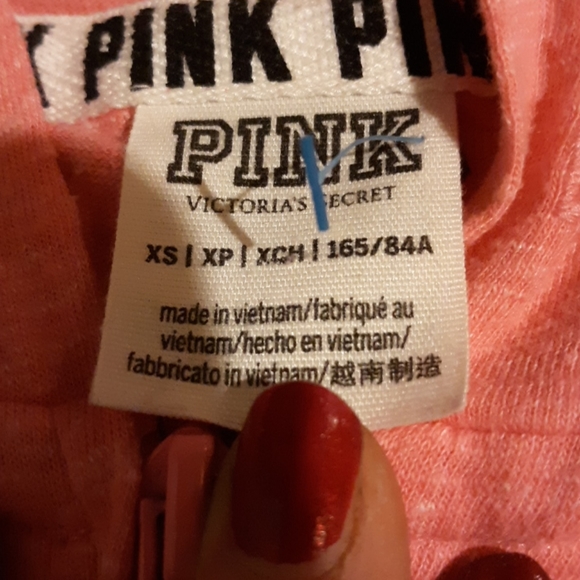 K PINK PIN
PINK
VICTORIA'S SECRET
XS | XP | XCH | 165/84A
made in vietnam/fabriqué au
vietnam/hecho en vietnam/
fabbricato in vietnam/越南制造